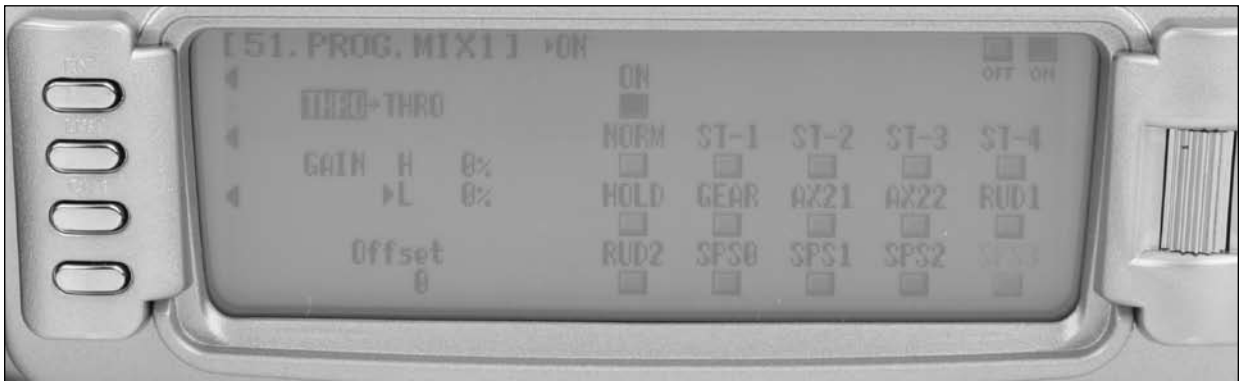 [51.PROG.MIX1] ▸ON
OFF ON
THRO→THRO
ON
NORM ST-1 ST-2 ST-3 ST-4
GAIN H 0%
▸L 0%
HOLD GEAR AX21 AX22 RUD1
Offset
0
RUD2 SPS0 SPS1 SPS2 SPS3